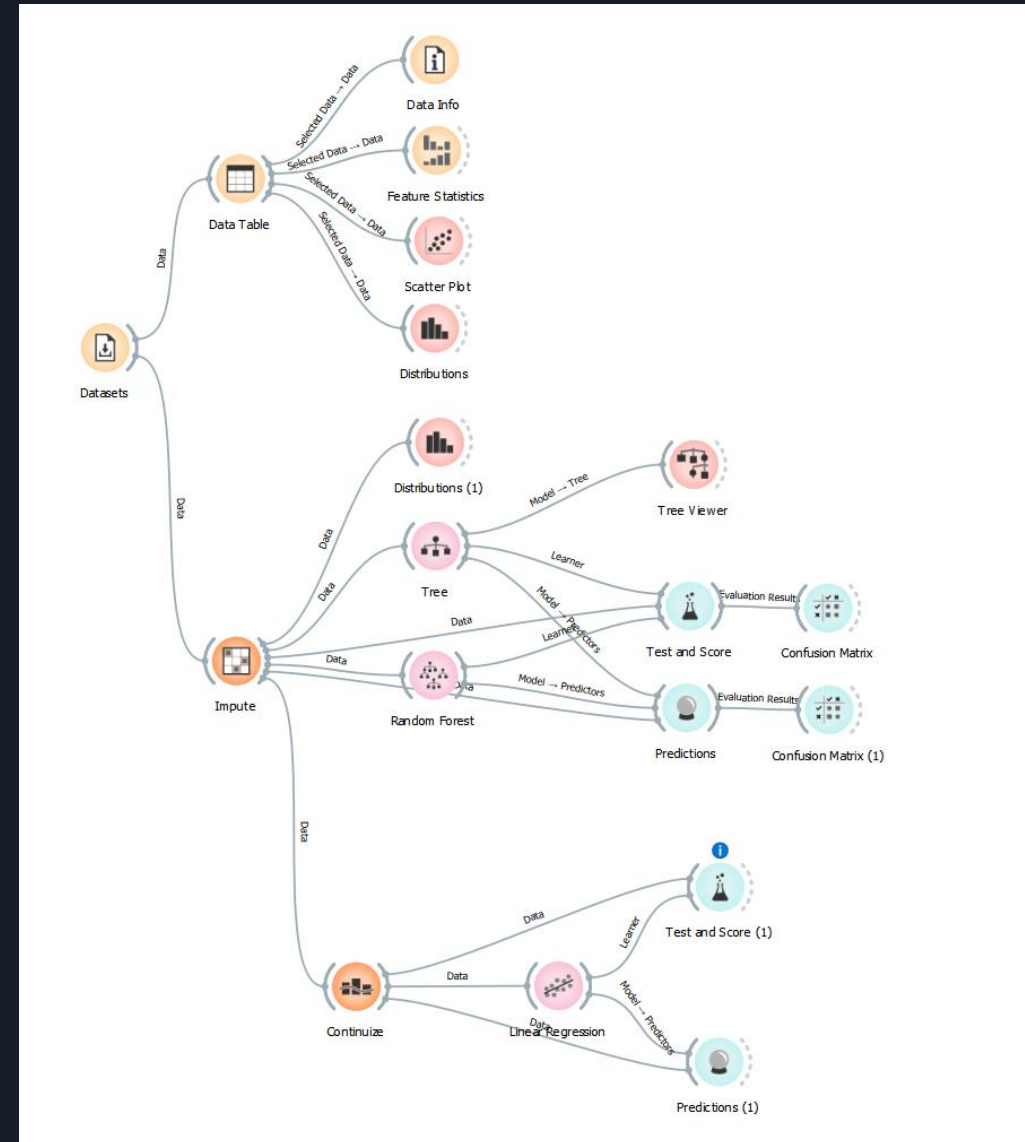 Data Info
Selected Data → Data
Selected Data → Data
Feature Statistics
Selected Data → Data
Data Table
Selected Data → Data
Scatter Plot
Data
Distributions
Datasets
Data
Distributions (1)
Model → Tree
Tree Viewer
Data
Data
Tree
Learner
Model → Predictors
Evaluation Results
Data
Learner
Test and Score
Confusion Matrix
Data
Impute
Data
Random Forest
Model → Predictors
Evaluation Results
Predictions
Confusion Matrix (1)
Data
Data
Learner
Test and Score (1)
Data
Continuize
Data
Linear Regression
Model → Predictors
Predictions (1)